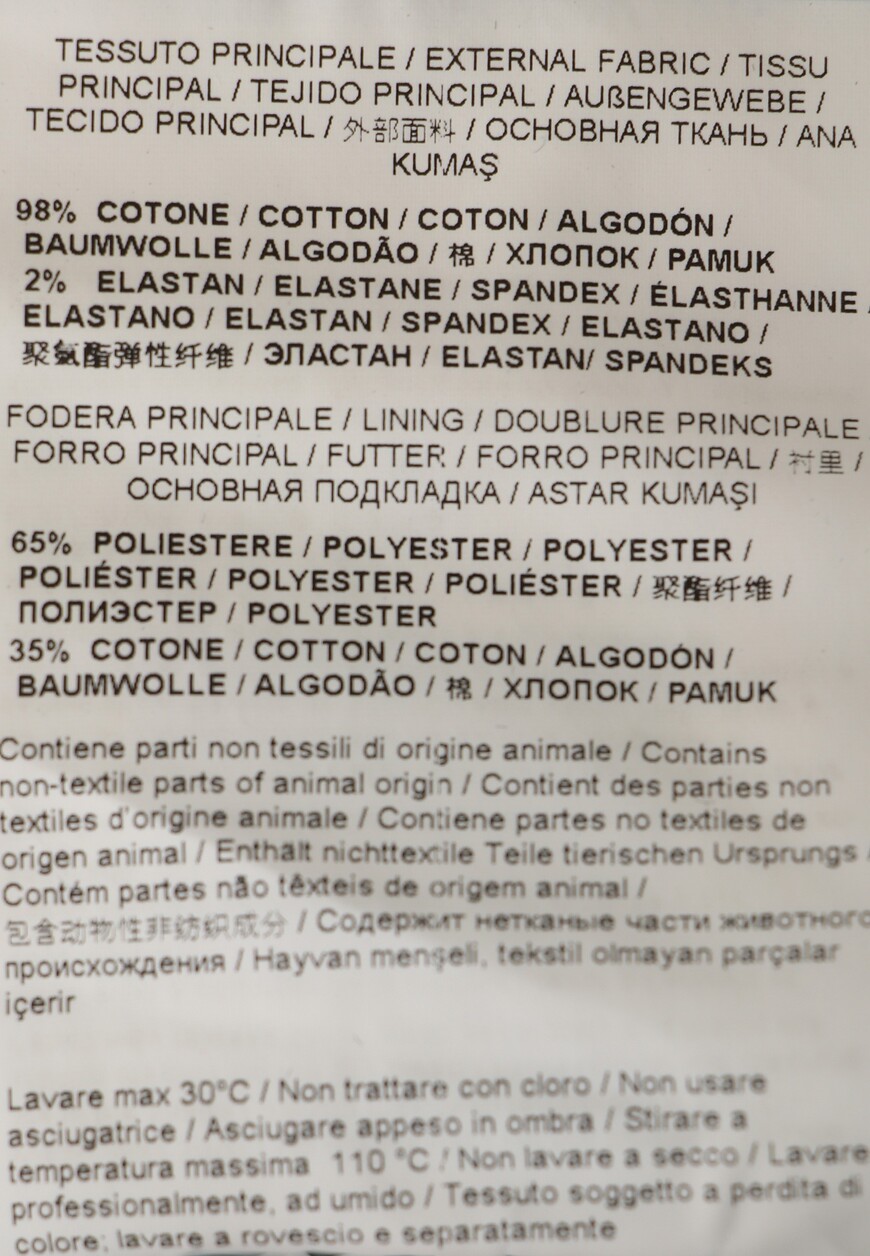 TESSUTO PRINCIPALE / EXTERNAL FABRIC / TISSU
PRINCIPAL / TEJIDO PRINCIPAL / AUßENGEWEBE /
TECIDO PRINCIPAL / 外部面料 / ОСНОВНАЯ ТКАНЬ / ANA
KUMAŞ
98% COTONE / COTTON / COTON / ALGODÓN /
BAUMWOLLE / ALGODÃO / 棉 / ХЛОПОК / PAMUK
2% ELASTAN / ELASTANE / SPANDEX / ÉLASTHANNE /
ELASTANO / ELASTAN / SPANDEX / ELASTANO /
聚氨酯弹性纤维 / ЭЛАСТАН / ELASTAN/ SPANDEKS
FODERA PRINCIPALE / LINING / DOUBLURE PRINCIPALE
FORRO PRINCIPAL / FUTTER / FORRO PRINCIPAL / 衬里 /
ОСНОВНАЯ ПОДКЛАДКА / ASTAR KUMAŞI
65% POLIESTERE / POLYESTER / POLYESTER /
POLIÉSTER / POLYESTER / POLIÉSTER / 聚酯纤维 /
ПОЛИЭСТЕР / POLYESTER
35% COTONE / COTTON / COTON / ALGODÓN /
BAUMWOLLE / ALGODÃO / 棉 / ХЛОПОК / PAMUK
Contiene parti non tessili di origine animale / Contains
non-textile parts of animal origin / Contient des parties non
textiles d'origine animale / Contiene partes no textiles de
origen animal / Enthält nichttextile Teile tierischen Ursprungs /
Contém partes não têxteis de origem animal /
包含动物性非纺织成分 / Содержит нетканые части животного
происхождения / Hayvan menşeli, tekstil olmayan parçalar
içerir
Lavare max 30°C / Non trattare con cloro / Non usare
asciugatrice / Asciugare appeso in ombra / Stirare a
temperatura massima 110 °C / Non lavare a secco / Lavare
professionalmente, ad umido / Tessuto soggetto a perdita di
colore; lavare a rovescio e separatamente